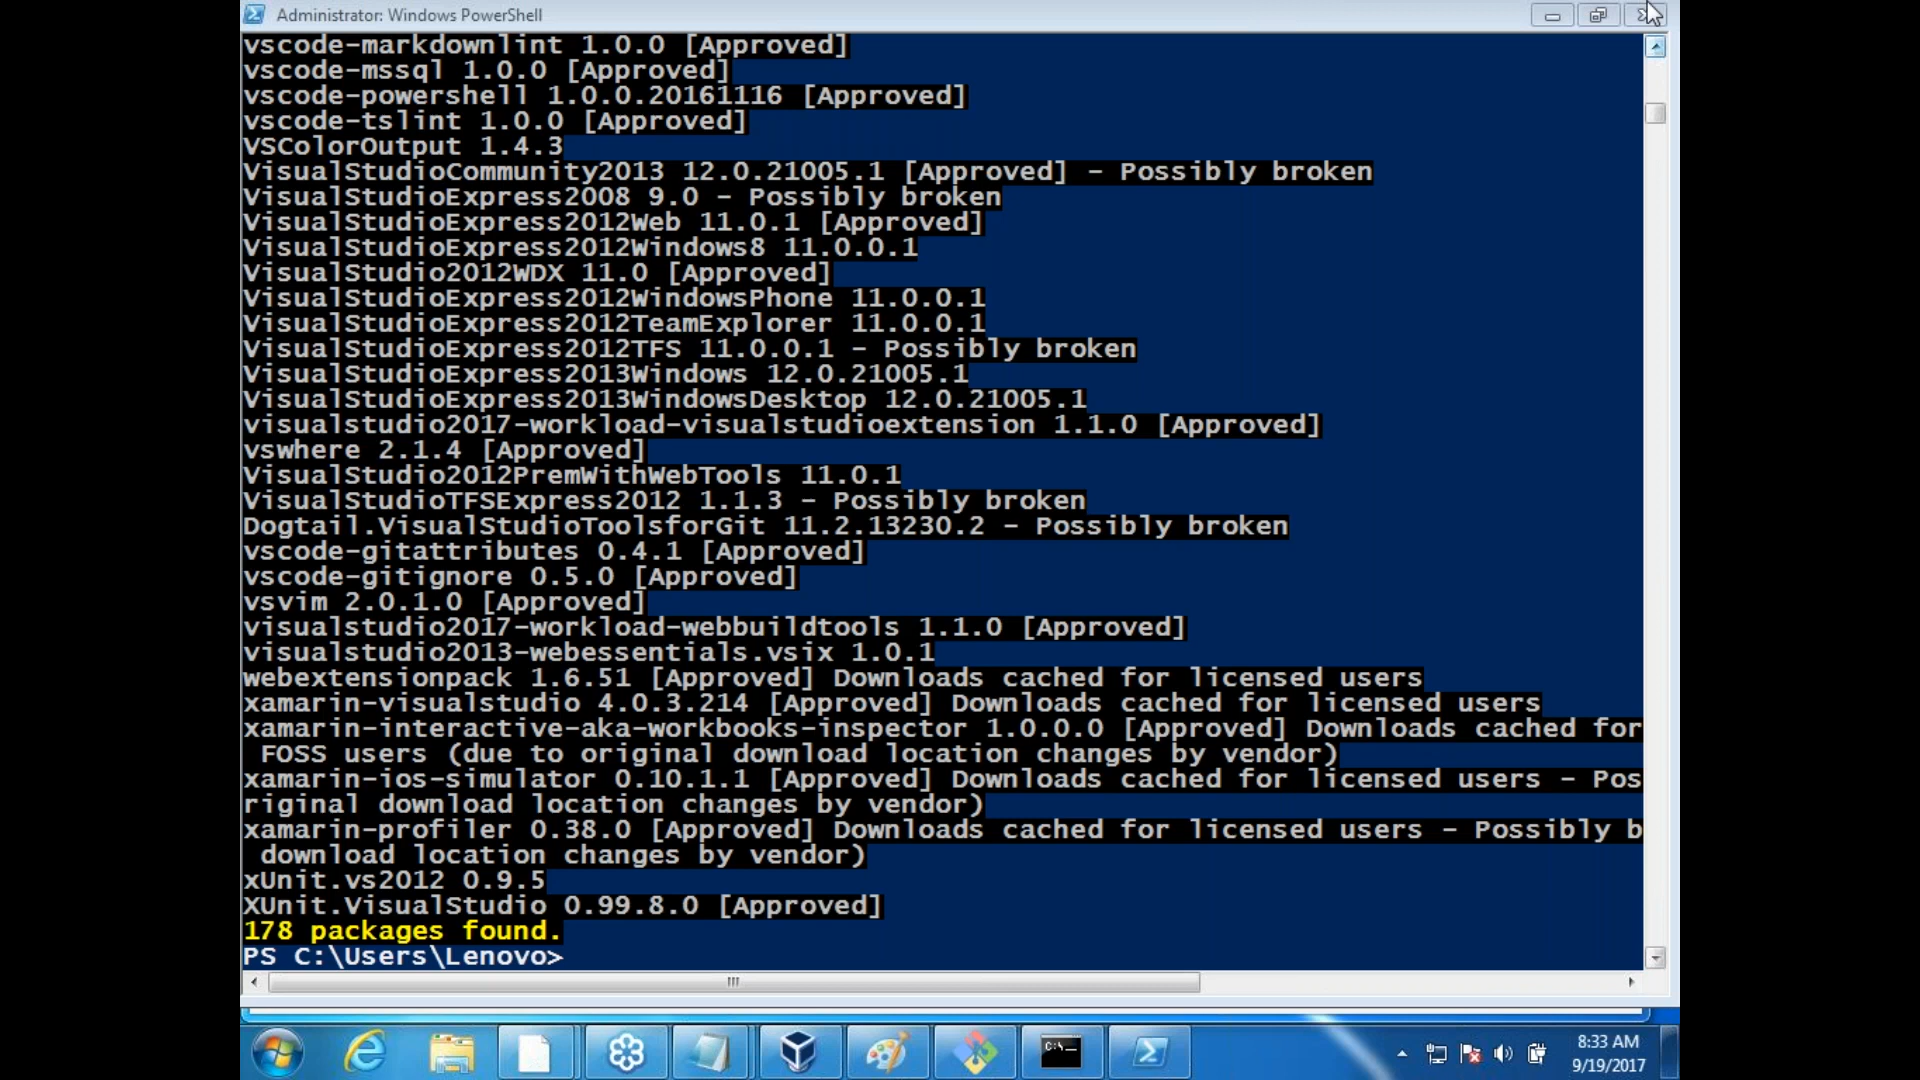 Administrator: Windows PowerShell
vscode-markdownlint 1.0.0 [Approved]
vscode-mssql 1.0.0 [Approved]
vscode-powershell 1.0.0.20161116 [Approved]
vscode-tslint 1.0.0 [Approved]
VSColorOutput 1.4.3
VisualStudioCommunity2013 12.0.21005.1 [Approved] - Possibly broken
VisualStudioExpress2008 9.0 - Possibly broken
VisualStudioExpress2012Web 11.0.1 [Approved]
VisualStudioExpress2012Windows8 11.0.0.1
VisualStudio2012WDX 11.0 [Approved]
VisualStudioExpress2012WindowsPhone 11.0.0.1
VisualStudioExpress2012TeamExplorer 11.0.0.1
VisualStudioExpress2012TFS 11.0.0.1 - Possibly broken
VisualStudioExpress2013Windows 12.0.21005.1
VisualStudioExpress2013WindowsDesktop 12.0.21005.1
visualstudio2017-workload-visualstudioextension 1.1.0 [Approved]
vswhere 2.1.4 [Approved]
VisualStudio2012PremWithWebTools 11.0.1
VisualStudioTFSExpress2012 1.1.3 - Possibly broken
Dogtail.VisualStudioToolsforGit 11.2.13230.2 - Possibly broken
vscode-gitattributes 0.4.1 [Approved]
vscode-gitignore 0.5.0 [Approved]
vsvim 2.0.1.0 [Approved]
visualstudio2017-workload-webbuildtools 1.1.0 [Approved]
visualstudio2013-webessentials.vsix 1.0.1
webextensionpack 1.6.51 [Approved] Downloads cached for licensed users
xamarin-visualstudio 4.0.3.214 [Approved] Downloads cached for licensed users
xamarin-interactive-aka-workbooks-inspector 1.0.0.0 [Approved] Downloads cached for
FOSS users (due to original download location changes by vendor)
xamarin-ios-simulator 0.10.1.1 [Approved] Downloads cached for licensed users - Pos
riginal download location changes by vendor)
xamarin-profiler 0.38.0 [Approved] Downloads cached for licensed users - Possibly b
download location changes by vendor)
xUnit.vs2012 0.9.5
XUnit.VisualStudio 0.99.8.0 [Approved]
178 packages found.
PS C:\Users\Lenovo>
C:\_
8:33 AM
9/19/2017